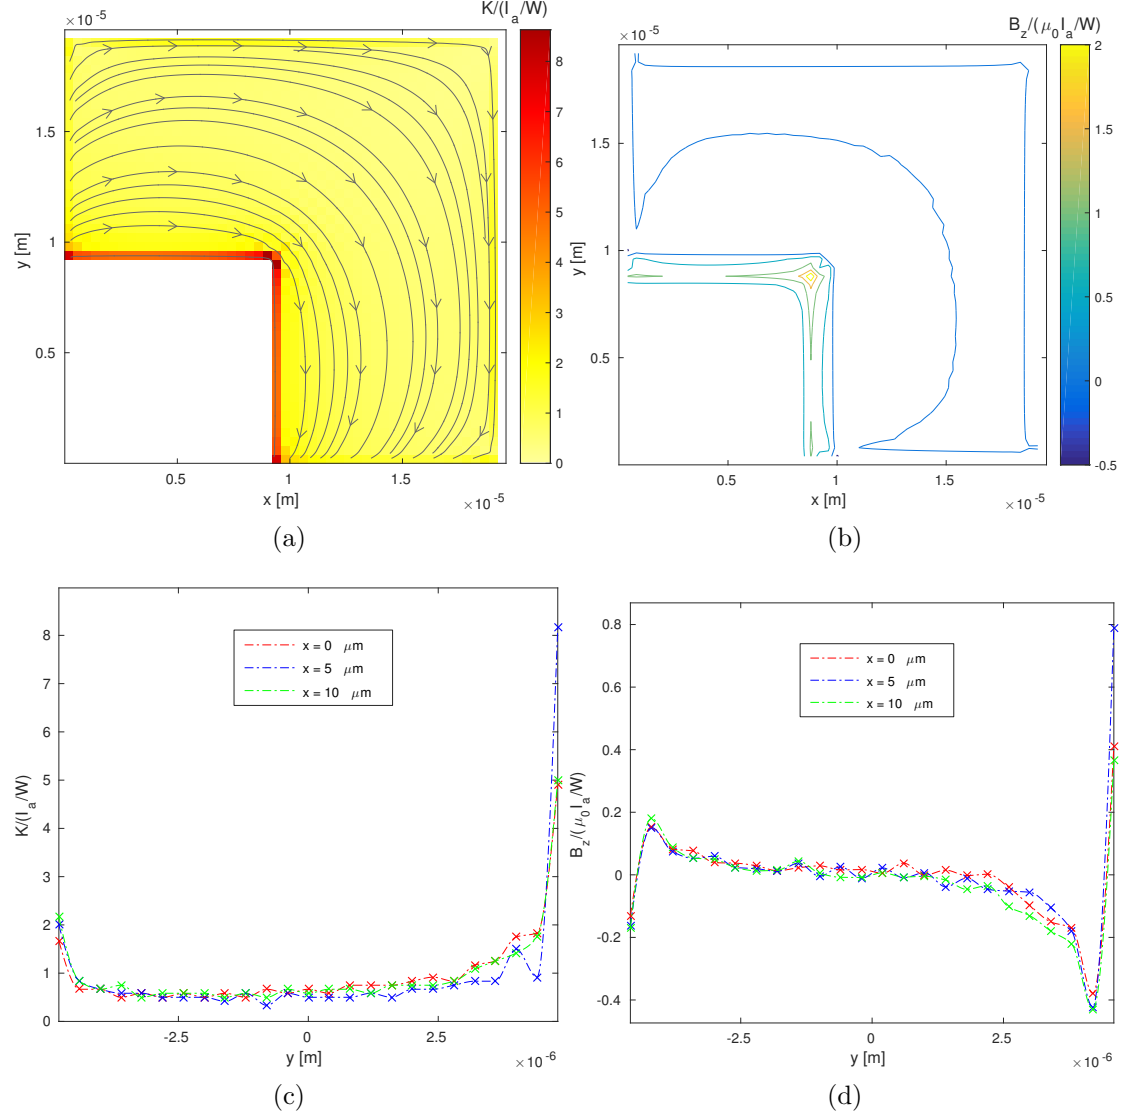 ×10⁻⁵
K/(I_a/W)
8
7
6
5
4
3
2
1
0
1.5
1
0.5
y [m]
0.5
1
1.5
x [m]
×10⁻⁵
(a)
×10⁻⁵
B_z/(μ_0I_a/W)
2
1.5
1
0.5
0
-0.5
1.5
1
0.5
y [m]
0.5
1
1.5
x [m]
×10⁻⁵
(b)
8
7
6
5
4
3
2
1
0
K/(I_a/W)
x = 0 μm
x = 5 μm
x = 10 μm
-2.5
0
2.5
y [m]
×10⁻⁶
(c)
0.8
0.6
0.4
0.2
0
-0.2
-0.4
B_z/(μ_0I_a/W)
x = 0 μm
x = 5 μm
x = 10 μm
-2.5
0
2.5
y [m]
×10⁻⁶
(d)